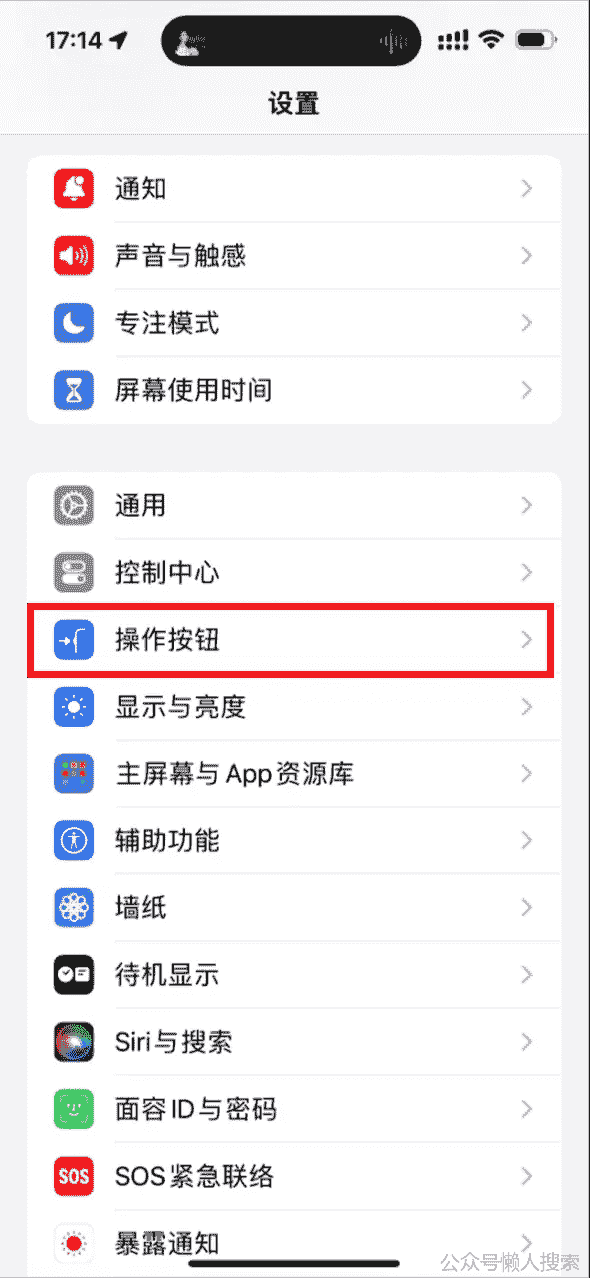 17:14
设置
通知
声音与触感
专注模式
屏幕使用时间
通用
控制中心
操作按钮
显示与亮度
主屏幕与App资源库
辅助功能
墙纸
待机显示
Siri与搜索
面容ID与密码
SOS SOS紧急联络
暴露通知
公众号懒人搜索